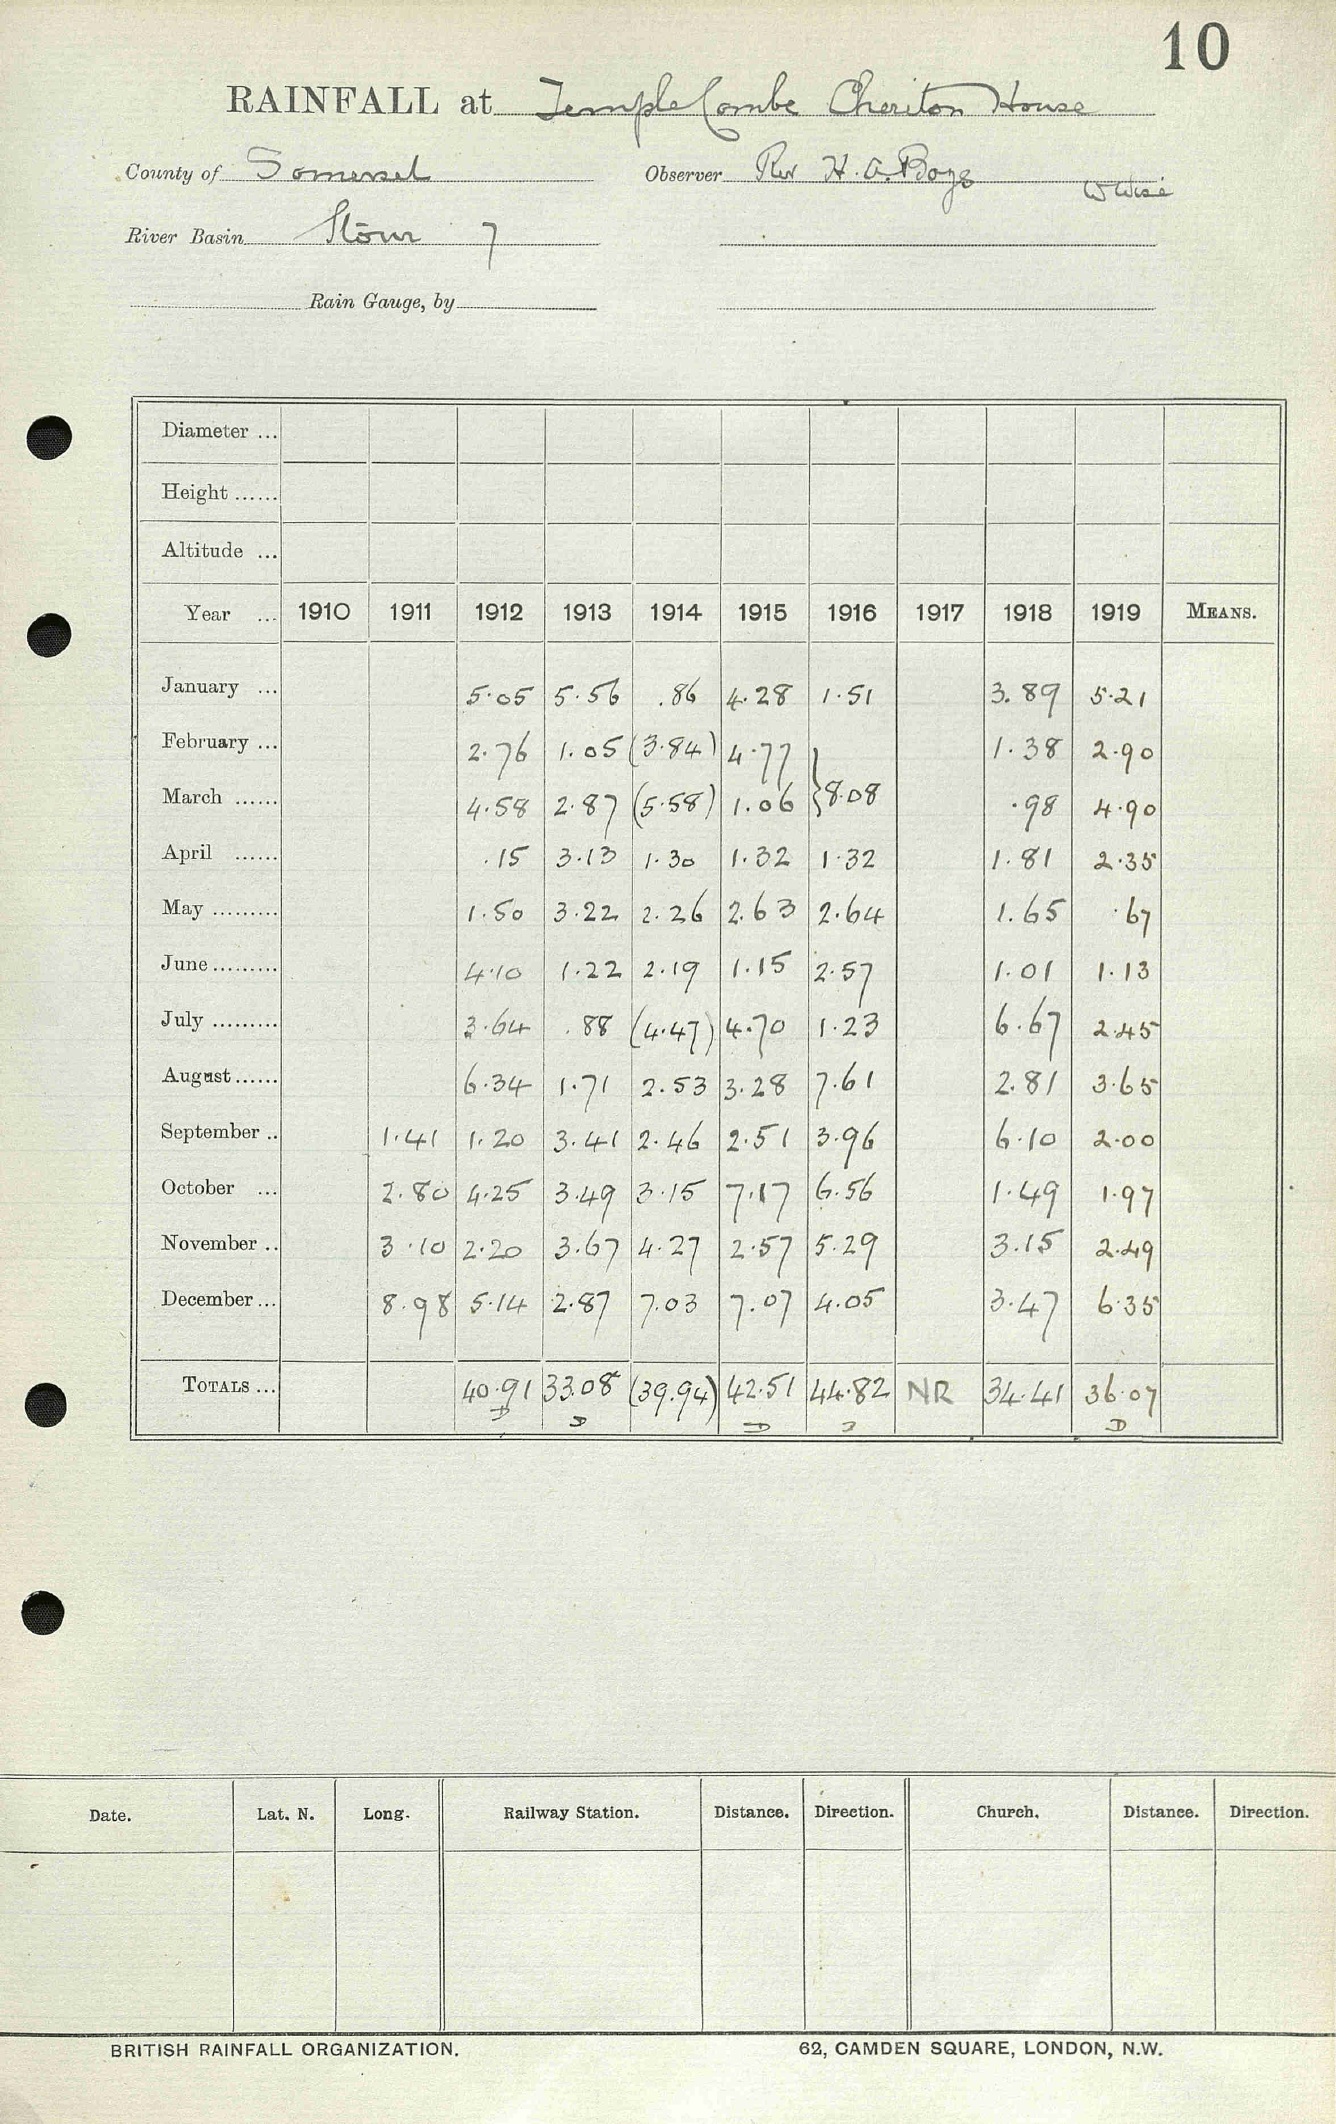 10
RAINFALL at Templecombe Cheriton House
County of Somerset Observer Rev H. A. Boys W Wise
River Basin Stour 7
Rain Gauge, by
Diameter ...
Height ......
Altitude ...
Year ... 1910 1911 1912 1913 1914 1915 1916 1917 1918 1919 MEANS.
January ... 5.05 5.56 .86 4.28 1.51 3.89 5.21
February ... 2.76 1.05 (3.84) 4.77 1.38 2.90
March ...... 4.58 2.87 (5.58) 1.06 } 8.08 .98 4.90
April ...... .15 3.13 1.30 1.32 1.32 1.81 2.35
May ......... 1.50 3.22 2.26 2.63 2.64 1.65 .67
June ......... 4.10 1.22 2.19 1.15 2.57 1.01 1.13
July ......... 3.64 .88 (4.47) 4.70 1.23 6.67 2.45
August ...... 6.34 1.71 2.53 3.28 7.61 2.81 3.65
September .. 1.41 1.20 3.41 2.46 2.51 3.96 6.10 2.00
October ... 2.80 4.25 3.49 3.15 7.17 6.56 1.49 1.97
November .. 3.10 2.20 3.67 4.27 2.57 5.29 3.15 2.49
December ... 8.98 5.14 2.87 7.03 7.07 4.05 3.47 6.35
TOTALS ... 40.91 33.08 (39.94) 42.51 44.82 NR 34.41 36.07
D D D D D
Date. Lat. N. Long. Railway Station. Distance. Direction. Church. Distance. Direction.
BRITISH RAINFALL ORGANIZATION. 62, CAMDEN SQUARE, LONDON, N.W.